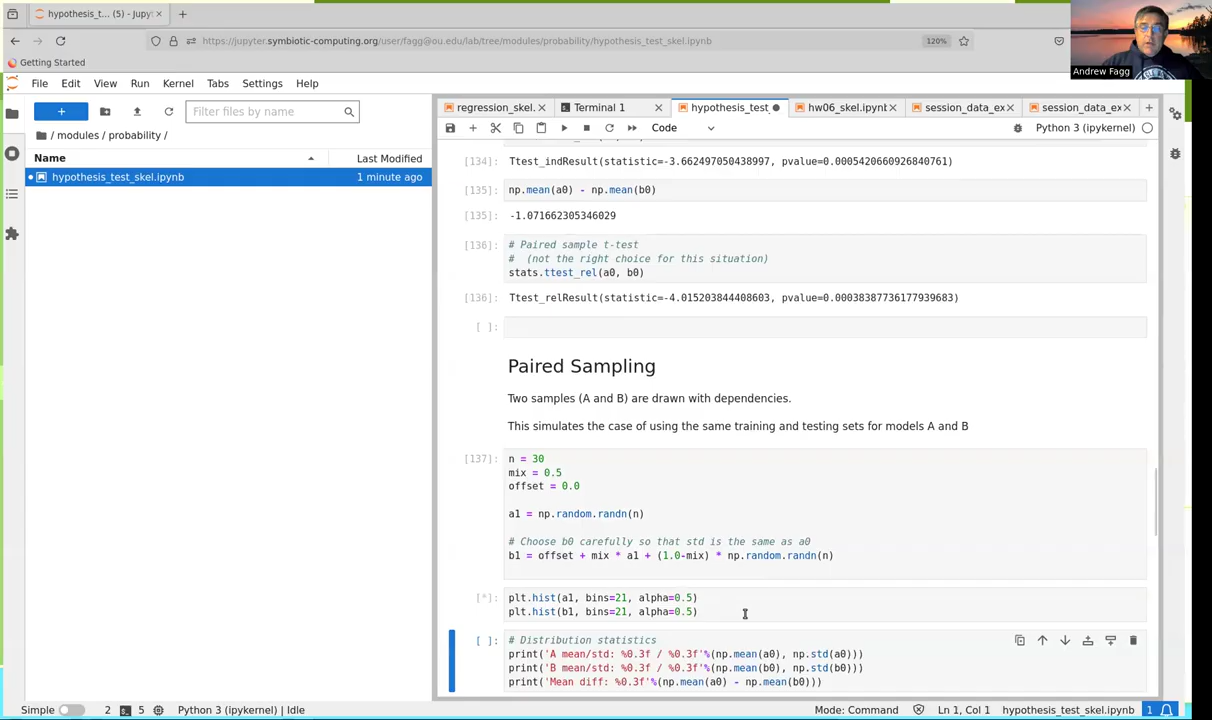 hypothesis_t... (5) - Jupyt
https://jupyter.symbiotic-computing.org/user/fagg@ou.edu/lab/tree/modules/probability/hypothesis_test_skel.ipynb
120%
Getting Started
Andrew Fagg
File Edit View Run Kernel Tabs Settings Help
Filter files by name
/ modules / probability /
Name
Last Modified
hypothesis_test_skel.ipynb
1 minute ago
regression_skel.
Terminal 1
hypothesis_test
hw06_skel.ipynt
session_data_ex
session_data_ex
Code
Python 3 (ipykernel)
[134]: Ttest_indResult(statistic=-3.662497050438997, pvalue=0.0005420660926840761)
[135]: np.mean(a0) - np.mean(b0)
[135]: -1.071662305346029
[136]: # Paired sample t-test
# (not the right choice for this situation)
stats.ttest_rel(a0, b0)
[136]: Ttest_relResult(statistic=-4.015203844408603, pvalue=0.00038387736177939683)
[ ]:
Paired Sampling
Two samples (A and B) are drawn with dependencies.
This simulates the case of using the same training and testing sets for models A and B
[137]: n = 30
mix = 0.5
offset = 0.0
a1 = np.random.randn(n)
# Choose b0 carefully so that std is the same as a0
b1 = offset + mix * a1 + (1.0-mix) * np.random.randn(n)
[*]: plt.hist(a1, bins=21, alpha=0.5)
plt.hist(b1, bins=21, alpha=0.5)
[ ]: # Distribution statistics
print('A mean/std: %0.3f / %0.3f'%(np.mean(a0), np.std(a0)))
print('B mean/std: %0.3f / %0.3f'%(np.mean(b0), np.std(b0)))
print('Mean diff: %0.3f'%(np.mean(a0) - np.mean(b0)))
Simple
2
5
Python 3 (ipykernel) | Idle
Mode: Command
Ln 1, Col 1
hypothesis_test_skel.ipynb
1